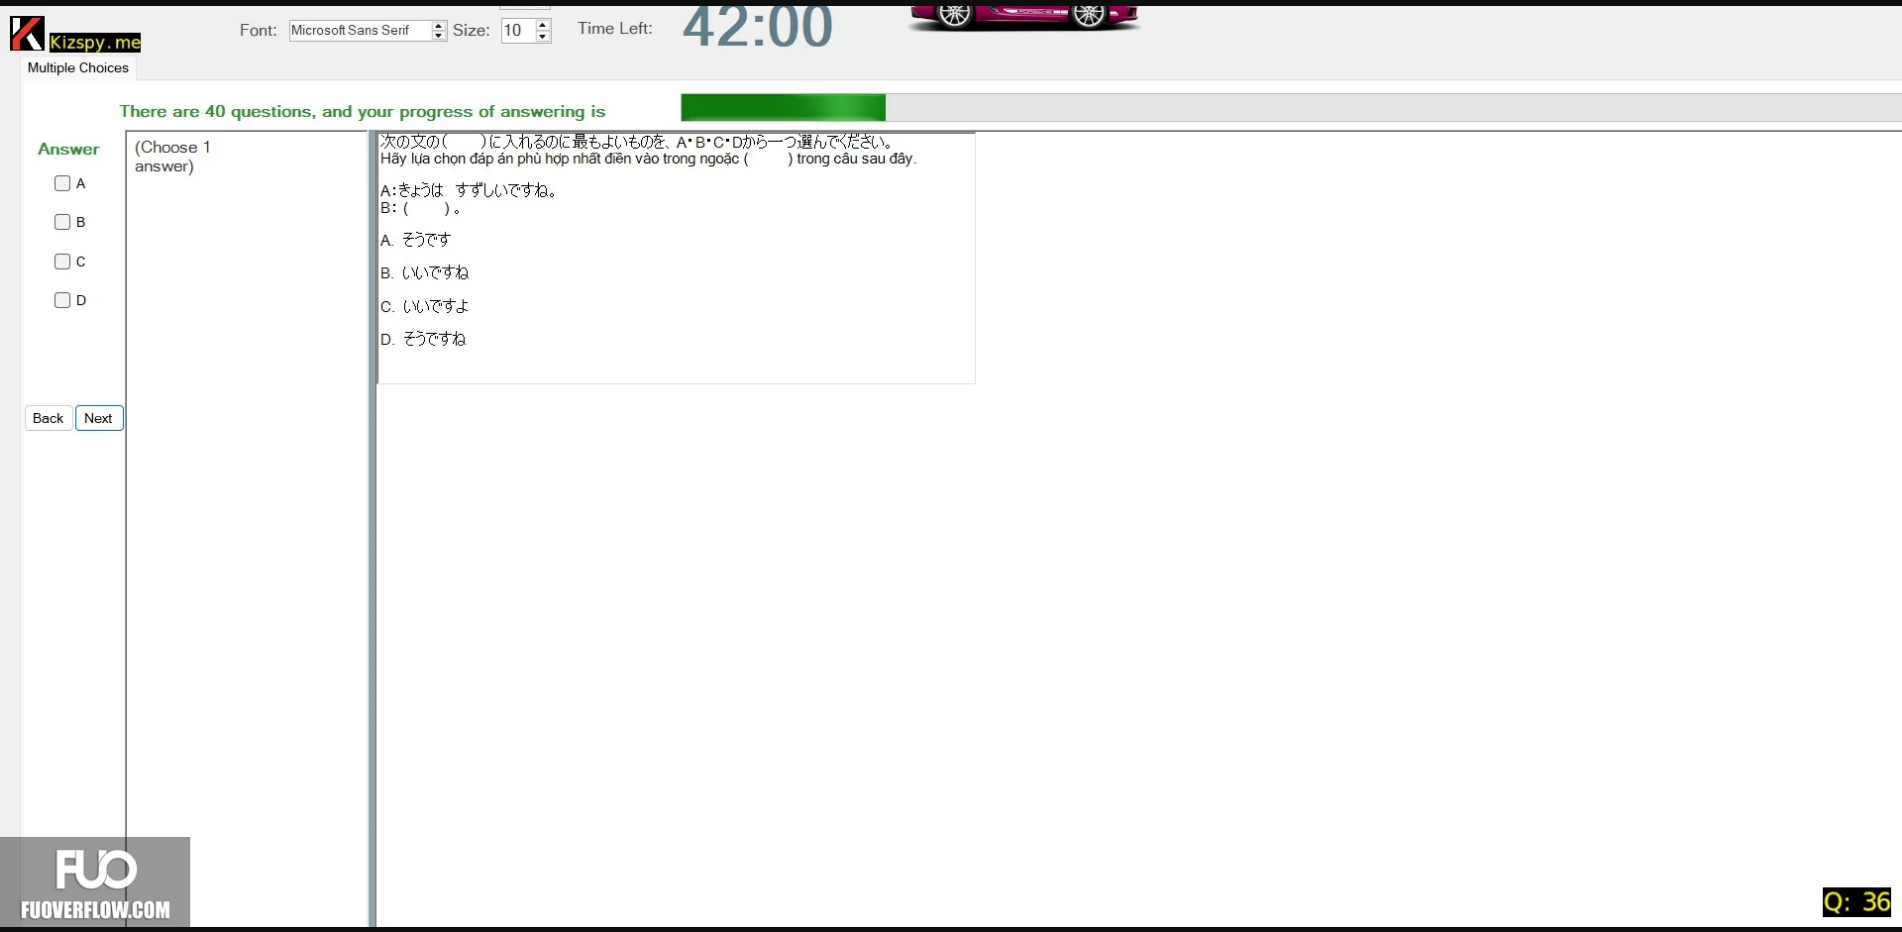 Kizspy.me
Font: Microsoft Sans Serif Size: 10 Time Left: 42:00
Multiple Choices
There are 40 questions, and your progress of answering is
Answer
A
B
C
D
Back Next
(Choose 1
answer)
次の文の(　　)に入れるのに最もよいものを、A・B・C・Dから一つ選んでください。
Hãy lựa chọn đáp án phù hợp nhất điền vào trong ngoặc (　　) trong câu sau đây.
A:きょうは　すずしいですね。
B: (　　) 。
A. そうです
B. いいですね
C. いいですよ
D. そうですね
FUO
FUOVERFLOW.COM
Q: 36